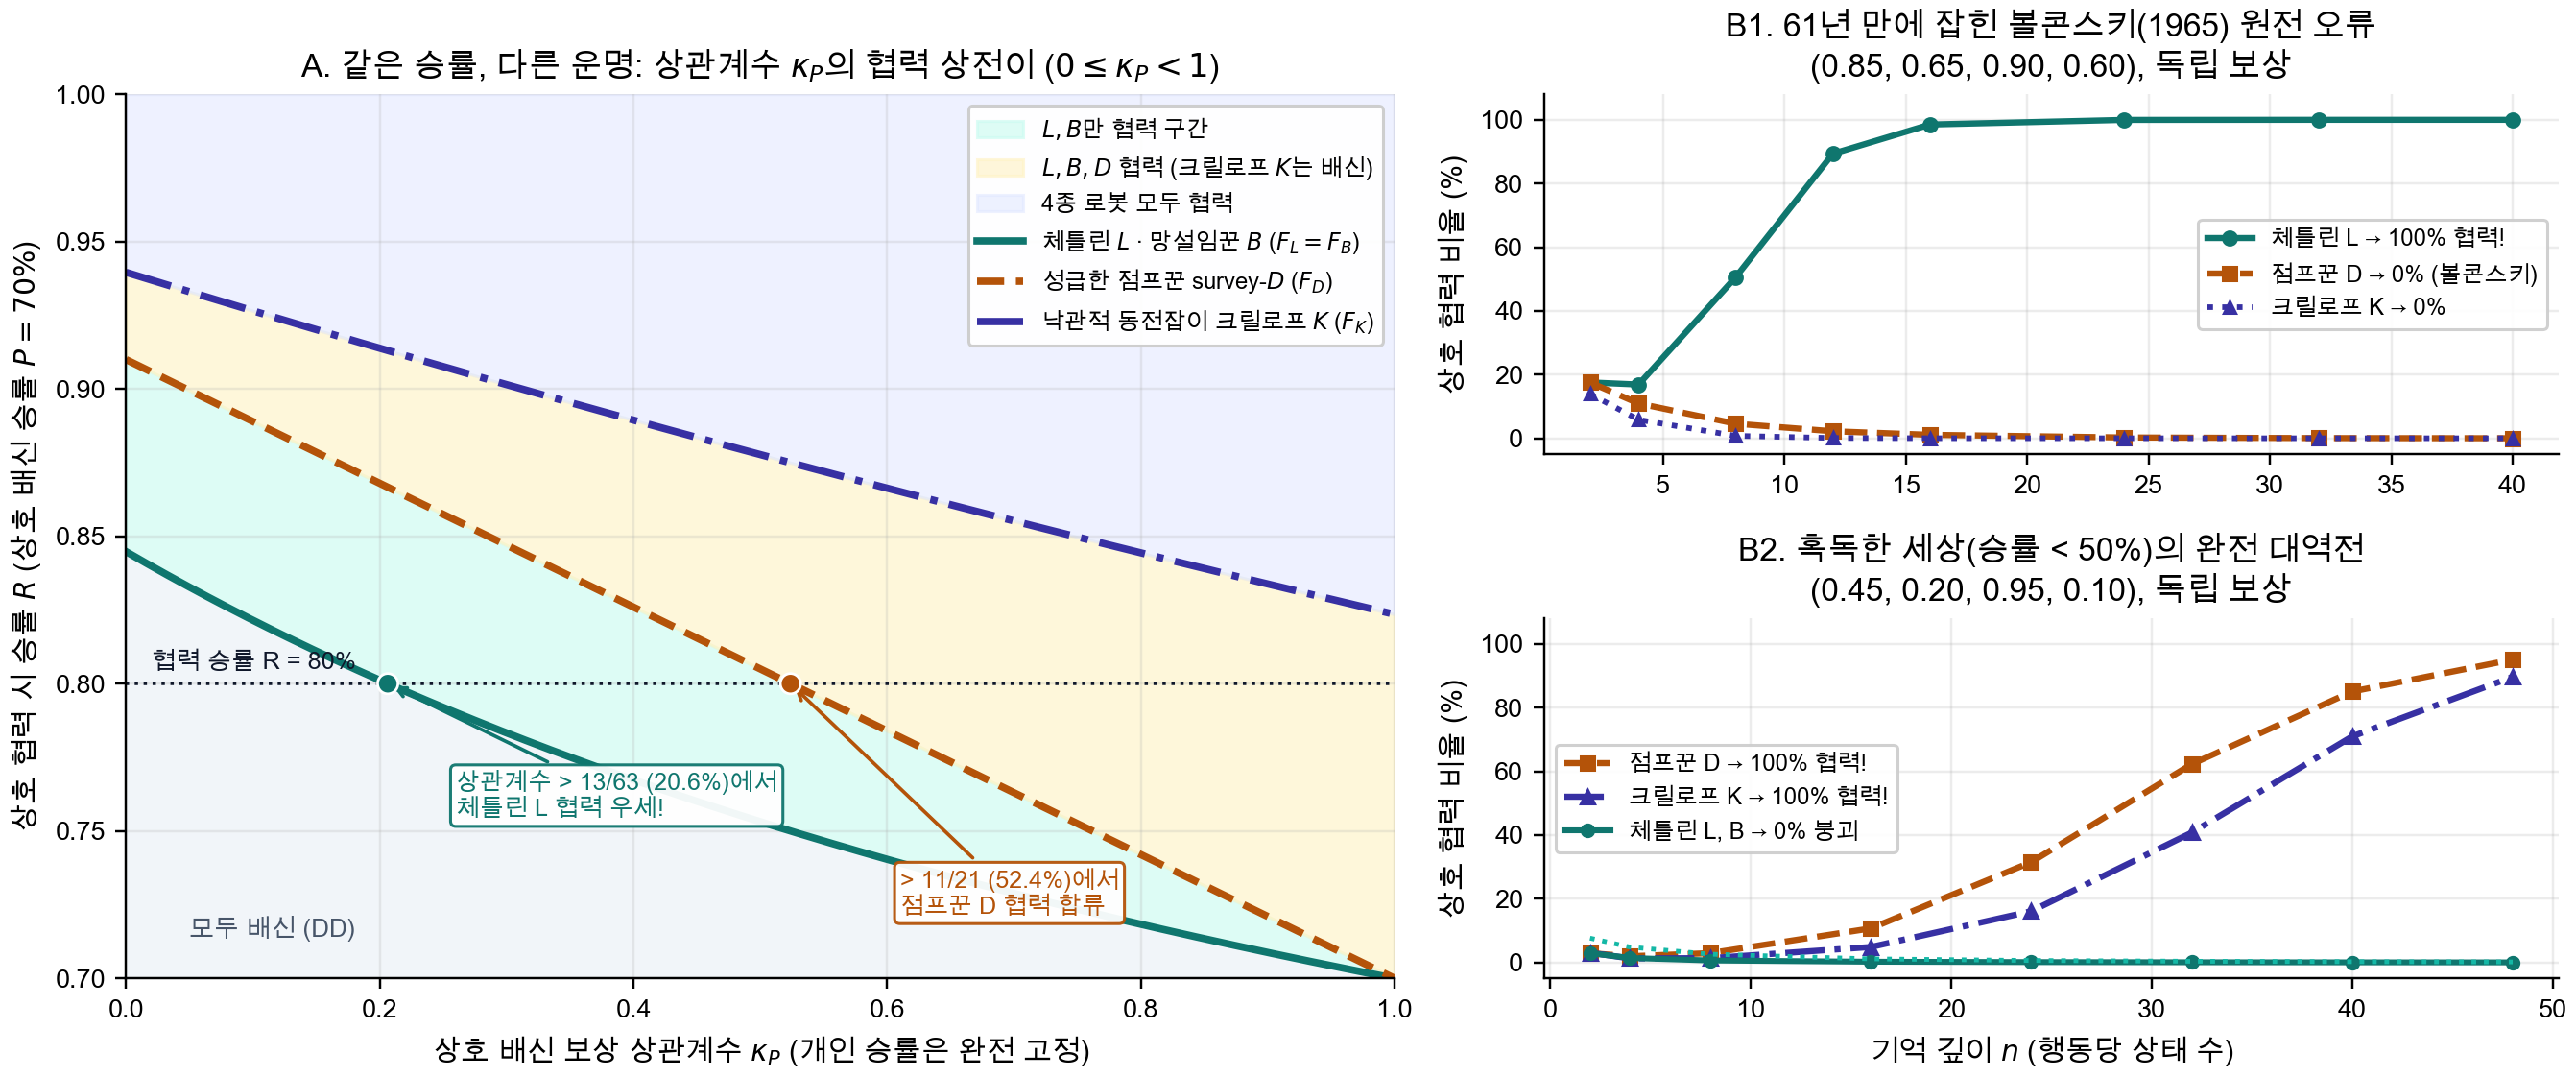 A. 같은 승률, 다른 운명: 상관계수 κ_P의 협력 상전이 (0 ≤ κ_P < 1)
상호 협력 시 승률 R (상호 배신 승률 P = 70%)
1.00
0.95
0.90
0.85
0.80
0.75
0.70
L, B만 협력 구간
L, B, D 협력 (크릴로프 K는 배신)
4종 로봇 모두 협력
체틀린 L · 망설임꾼 B (F_L = F_B)
성급한 점프꾼 survey-D (F_D)
낙관적 동전잡이 크릴로프 K (F_K)
협력 승률 R = 80%
상관계수 > 13/63 (20.6%)에서
체틀린 L 협력 우세!
> 11/21 (52.4%)에서
점프꾼 D 협력 합류
모두 배신 (DD)
0.0 0.2 0.4 0.6 0.8 1.0
상호 배신 보상 상관계수 κ_P (개인 승률은 완전 고정)
B1. 61년 만에 잡힌 볼콘스키(1965) 원전 오류
(0.85, 0.65, 0.90, 0.60), 독립 보상
상호 협력 비율 (%)
100
80
60
40
20
0
체틀린 L → 100% 협력!
점프꾼 D → 0% (볼콘스키)
크릴로프 K → 0%
5 10 15 20 25 30 35 40
B2. 혹독한 세상(승률 < 50%)의 완전 대역전
(0.45, 0.20, 0.95, 0.10), 독립 보상
상호 협력 비율 (%)
100
80
60
40
20
0
점프꾼 D → 100% 협력!
크릴로프 K → 100% 협력!
체틀린 L, B → 0% 붕괴
0 10 20 30 40 50
기억 깊이 n (행동당 상태 수)